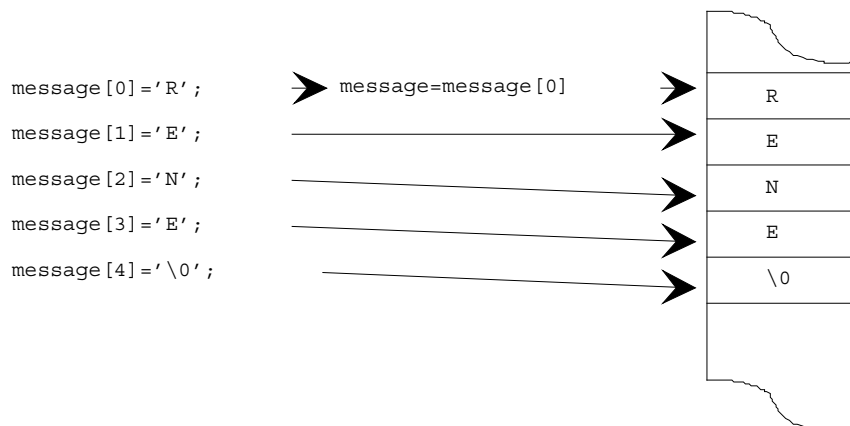 message[0]='R'; message=message[0] R
message[1]='E'; E
message[2]='N'; N
message[3]='E'; E
message[4]='\0'; \0